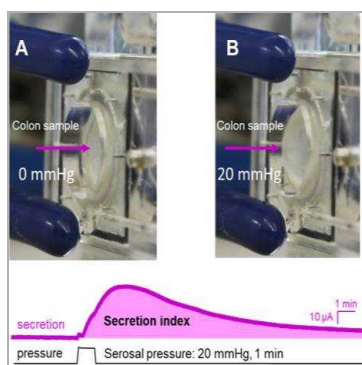 A
B
Colon sample
Colon sample
0 mmHg
20 mmHg
1 min
10 µA
secretion
Secretion index
pressure
Serosal pressure: 20 mmHg, 1 min